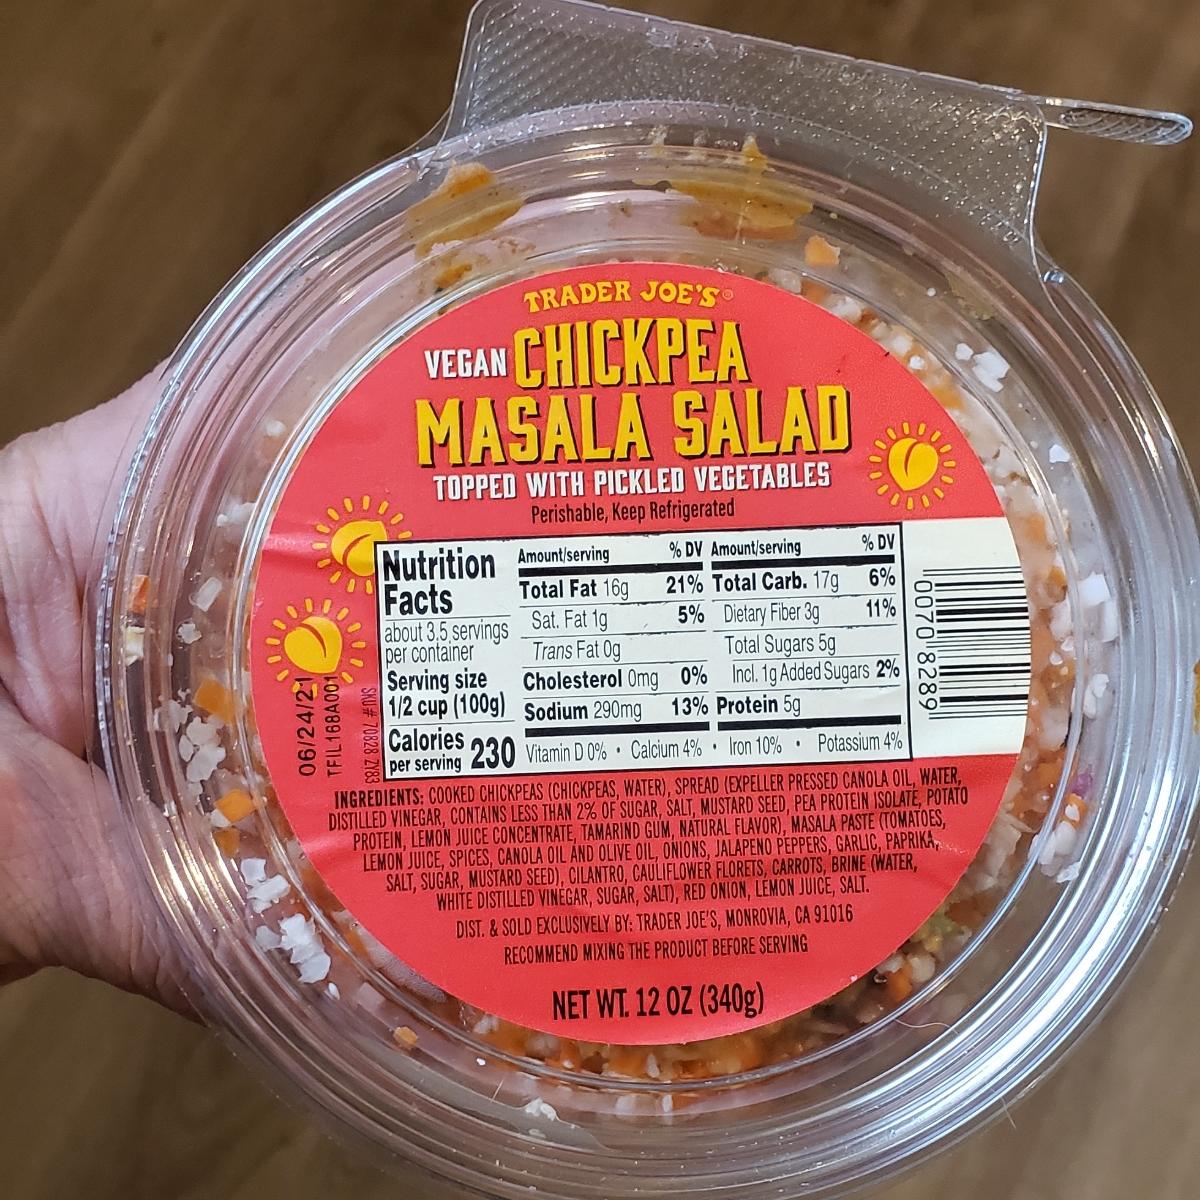 TRADER JOE'S®
VEGAN CHICKPEA
MASALA SALAD
TOPPED WITH PICKLED VEGETABLES
Perishable, Keep Refrigerated
Nutrition
Facts
about 3.5 servings
per container
Serving size
1/2 cup (100g)
Calories
per serving 230
Amount/serving % DV
Total Fat 16g 21%
Sat. Fat 1g 5%
Trans Fat 0g
Cholesterol 0mg 0%
Sodium 290mg 13%
Amount/serving % DV
Total Carb. 17g 6%
Dietary Fiber 3g 11%
Total Sugars 5g
Incl. 1g Added Sugars 2%
Protein 5g
Vitamin D 0% • Calcium 4% • Iron 10% • Potassium 4%
00708289
06/24/21
TFIL 168A001
SKU # 70828 Z783
INGREDIENTS: COOKED CHICKPEAS (CHICKPEAS, WATER), SPREAD (EXPELLER PRESSED CANOLA OIL, WATER,
DISTILLED VINEGAR, CONTAINS LESS THAN 2% OF SUGAR, SALT, MUSTARD SEED, PEA PROTEIN ISOLATE, POTATO
PROTEIN, LEMON JUICE CONCENTRATE, TAMARIND GUM, NATURAL FLAVOR), MASALA PASTE (TOMATOES,
LEMON JUICE, SPICES, CANOLA OIL AND OLIVE OIL, ONIONS, JALAPENO PEPPERS, GARLIC, PAPRIKA,
SALT, SUGAR, MUSTARD SEED), CILANTRO, CAULIFLOWER FLORETS, CARROTS, BRINE (WATER,
WHITE DISTILLED VINEGAR, SUGAR, SALT), RED ONION, LEMON JUICE, SALT.
DIST. & SOLD EXCLUSIVELY BY: TRADER JOE'S, MONROVIA, CA 91016
RECOMMEND MIXING THE PRODUCT BEFORE SERVING
NET WT. 12 OZ (340g)